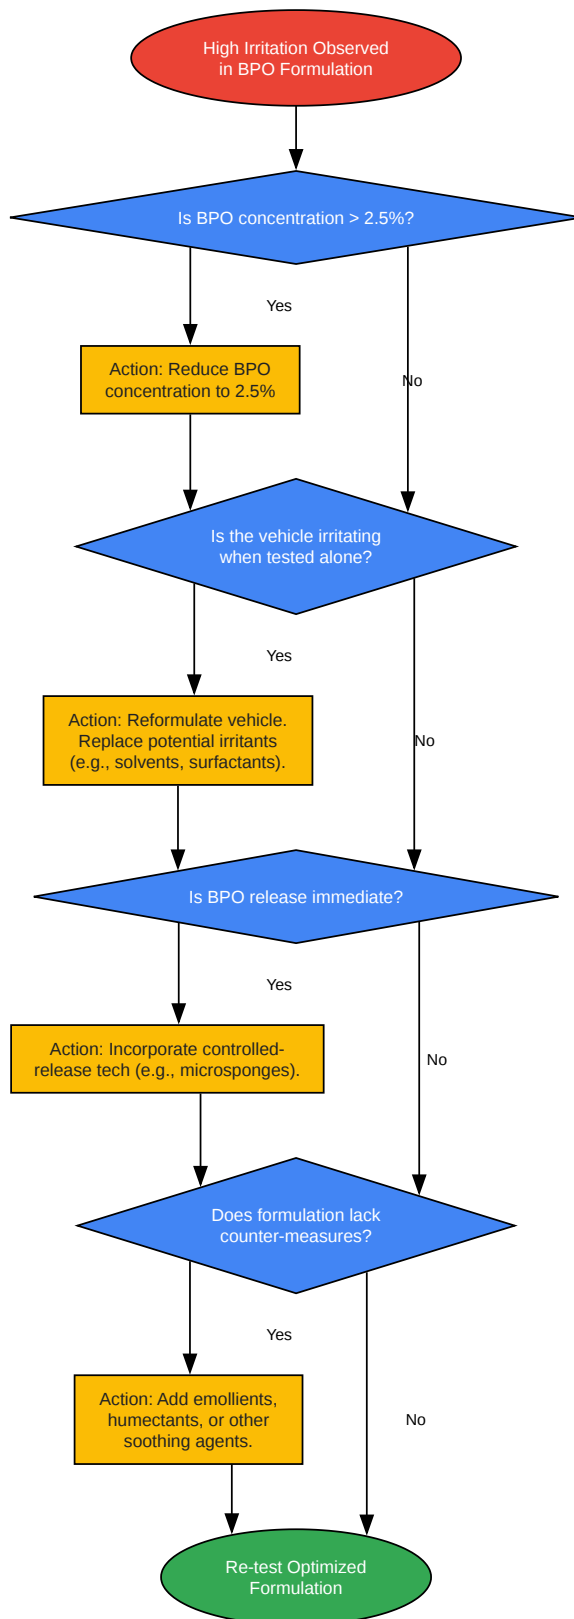 High Irritation Observed
in BPO Formulation
Is BPO concentration > 2.5%?
Yes
Action: Reduce BPO
concentration to 2.5%
No
Is the vehicle irritating
when tested alone?
Yes
Action: Reformulate vehicle.
Replace potential irritants
(e.g., solvents, surfactants).
No
Is BPO release immediate?
Yes
Action: Incorporate controlled-
release tech (e.g., microsponges).
No
Does formulation lack
counter-measures?
Yes
Action: Add emollients,
humectants, or other
soothing agents.
No
Re-test Optimized
Formulation